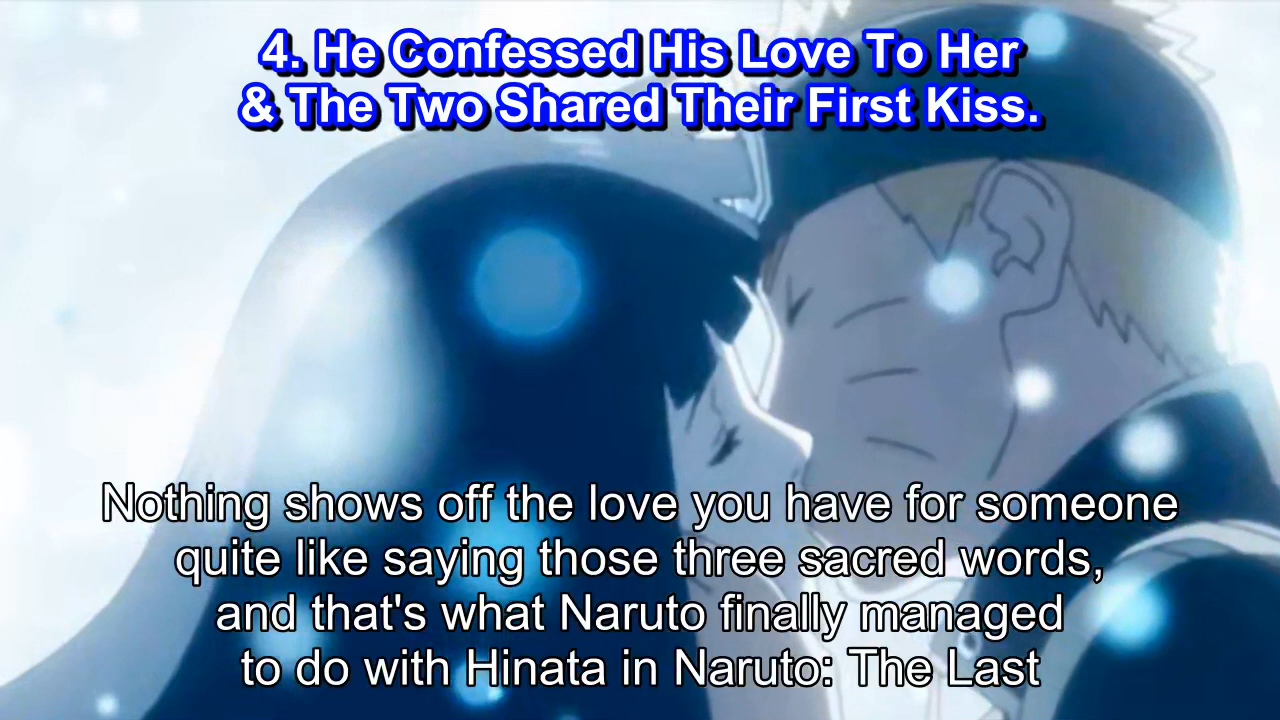 4. He Confessed His Love To Her
& The Two Shared Their First Kiss.
Nothing shows off the love you have for someone
quite like saying those three sacred words,
and that's what Naruto finally managed
to do with Hinata in Naruto: The Last